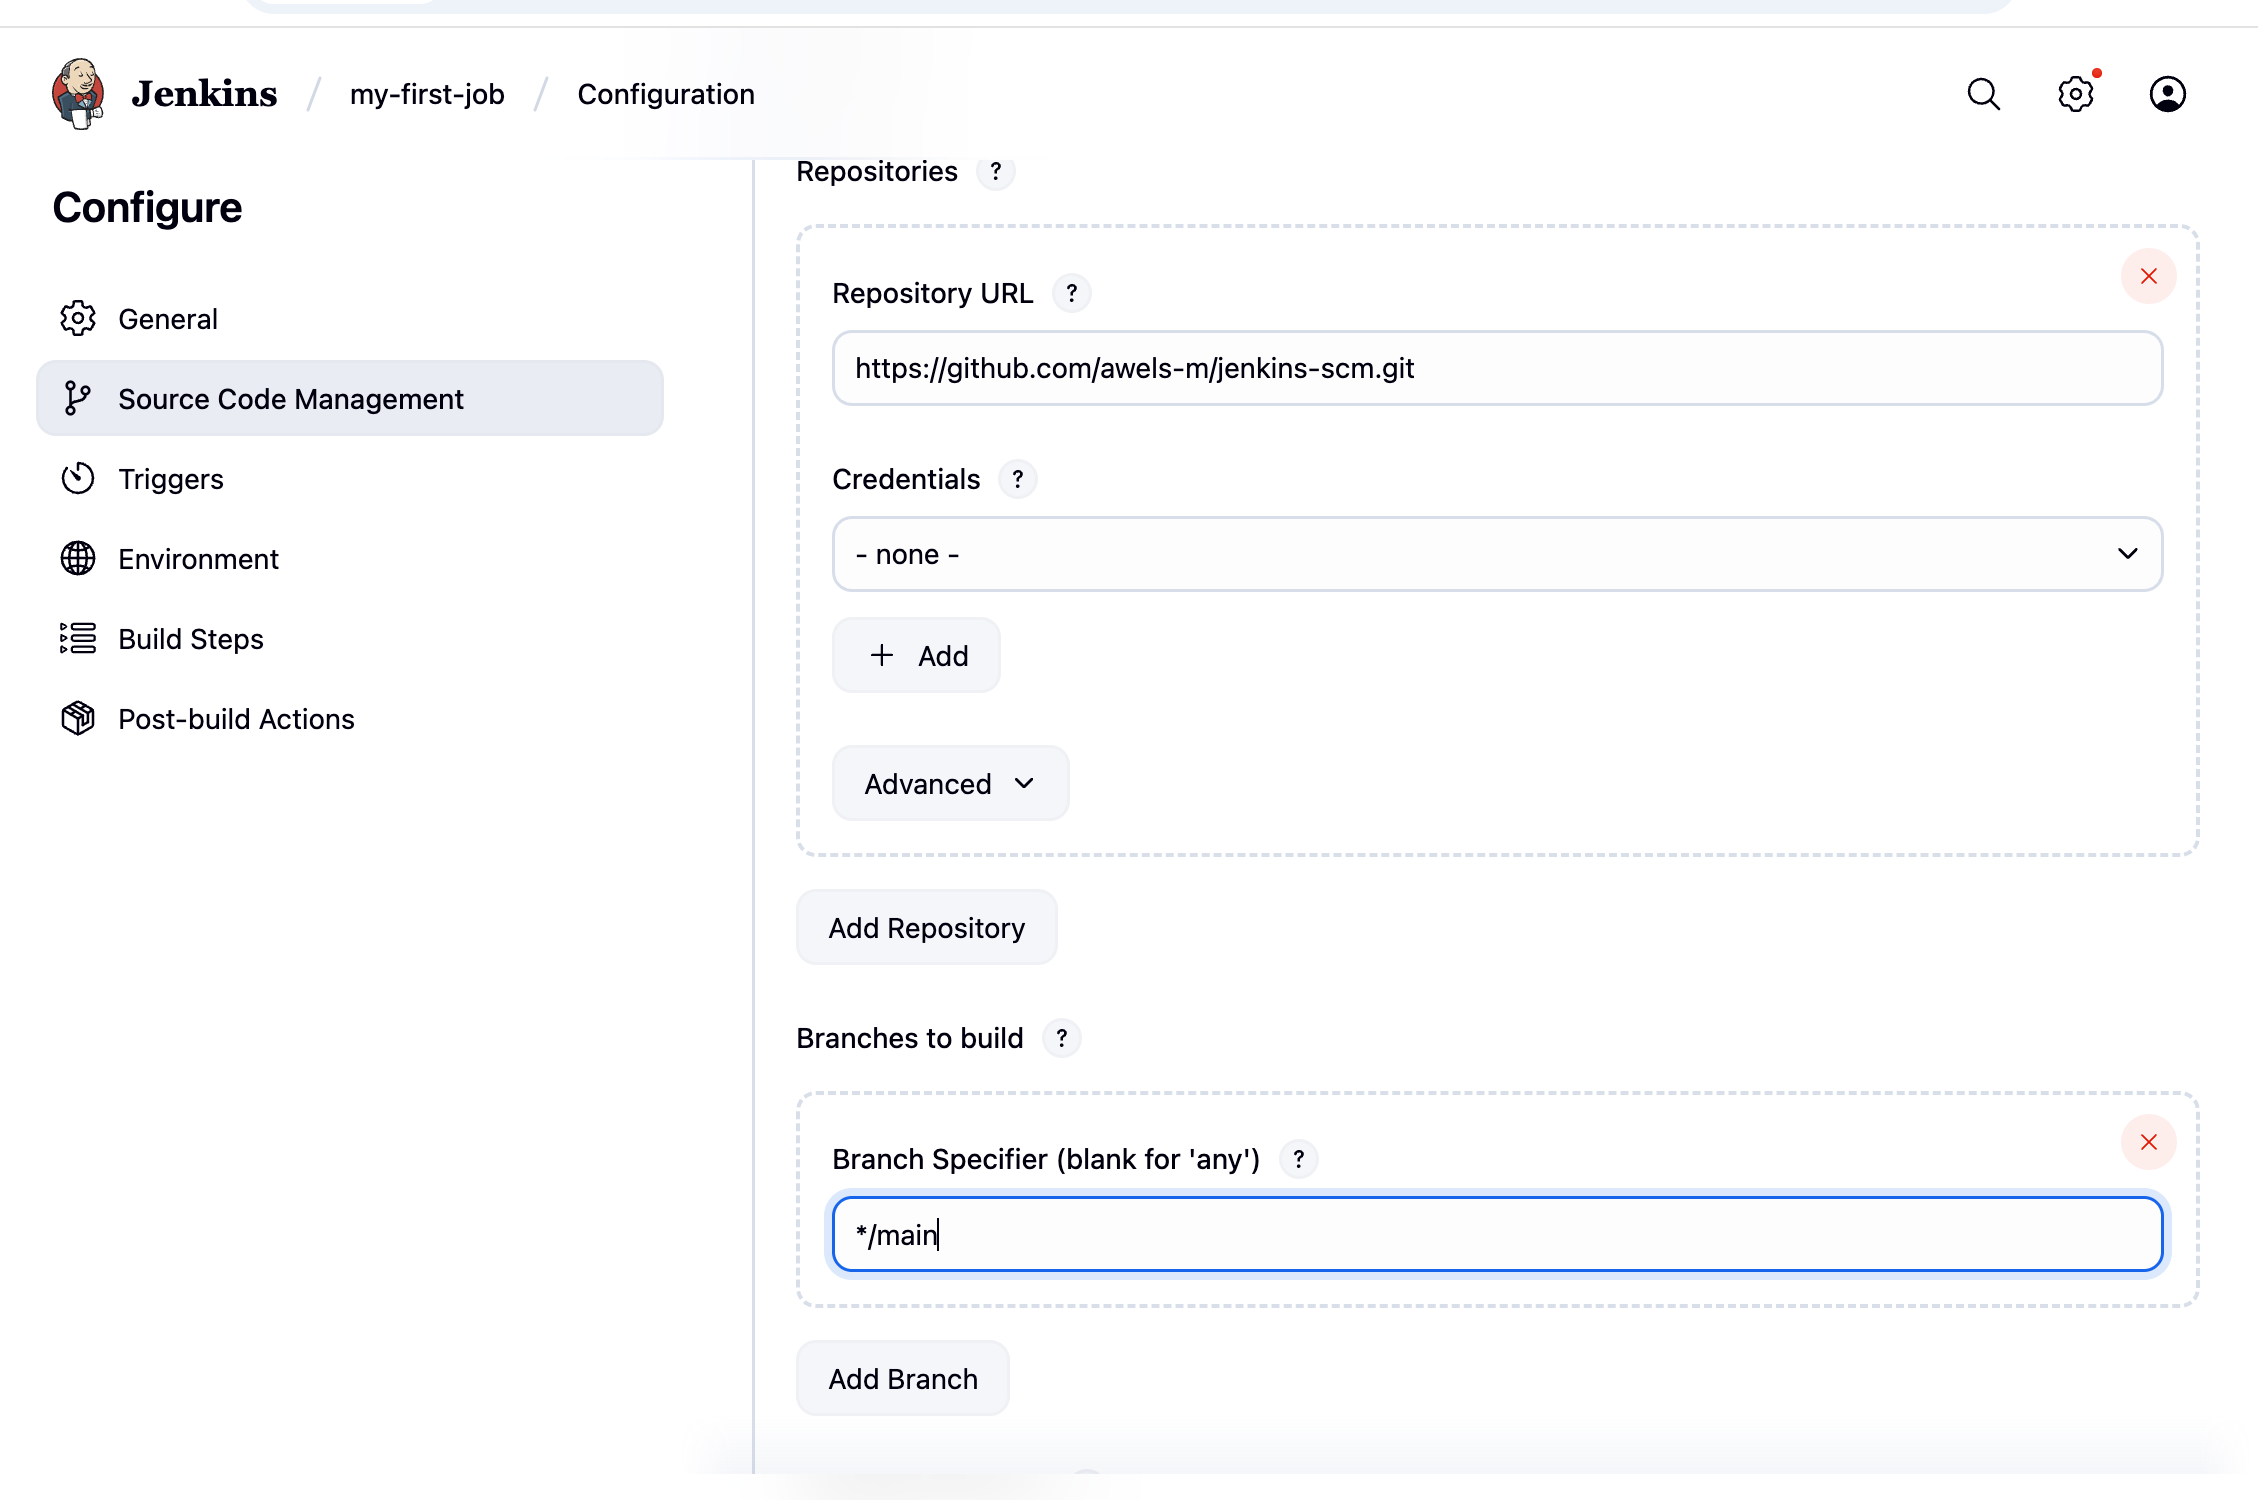 Jenkins / my-first-job / Configuration
Configure
General
Source Code Management
Triggers
Environment
Build Steps
Post-build Actions
Repositories ?
Repository URL ?
https://github.com/awels-m/jenkins-scm.git
Credentials ?
- none -
+ Add
Advanced
Add Repository
Branches to build ?
Branch Specifier (blank for 'any') ?
*/main
Add Branch